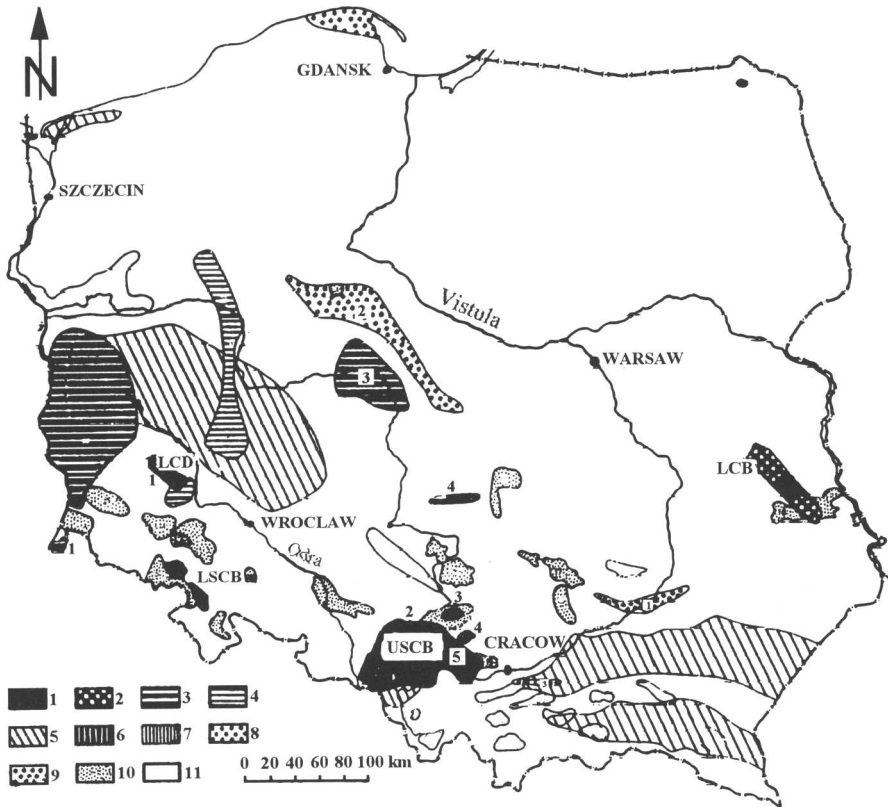 N
GDANSK
SZCZECIN
2
Vistula
WARSAW
3
LCD
1
LCB
4
WROCLAW
Odra
1
LSCB
1
3
2
4
CRACOW
USCB
5
3
1 2 3 4
5 6 7 8
9 10 11
0 20 40 60 80 100 km